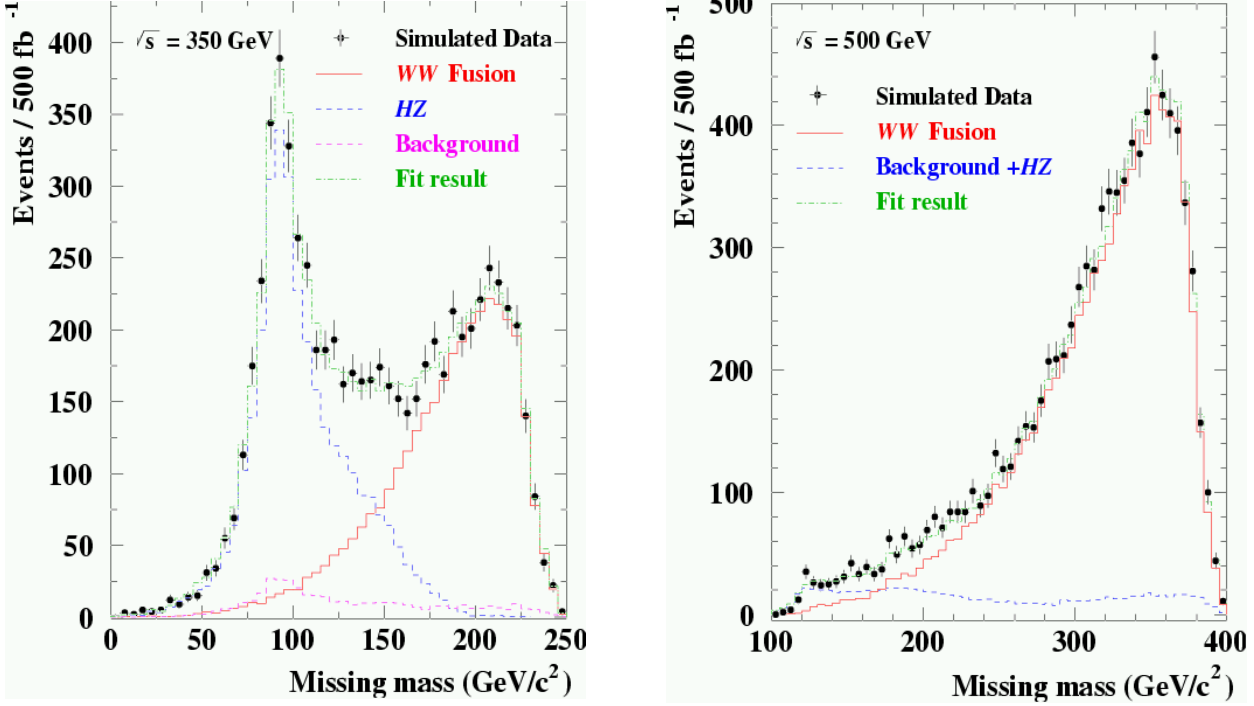 Events / 500 fb -1
√s = 350 GeV
Simulated Data
WW Fusion
HZ
Background
Fit result
400
350
300
250
200
150
100
50
0
0 50 100 150 200 250
Missing mass (GeV/c²)
Events / 500 fb -1
√s = 500 GeV
Simulated Data
WW Fusion
Background +HZ
Fit result
500
400
300
200
100
0
100 200 300 400
Missing mass (GeV/c²)